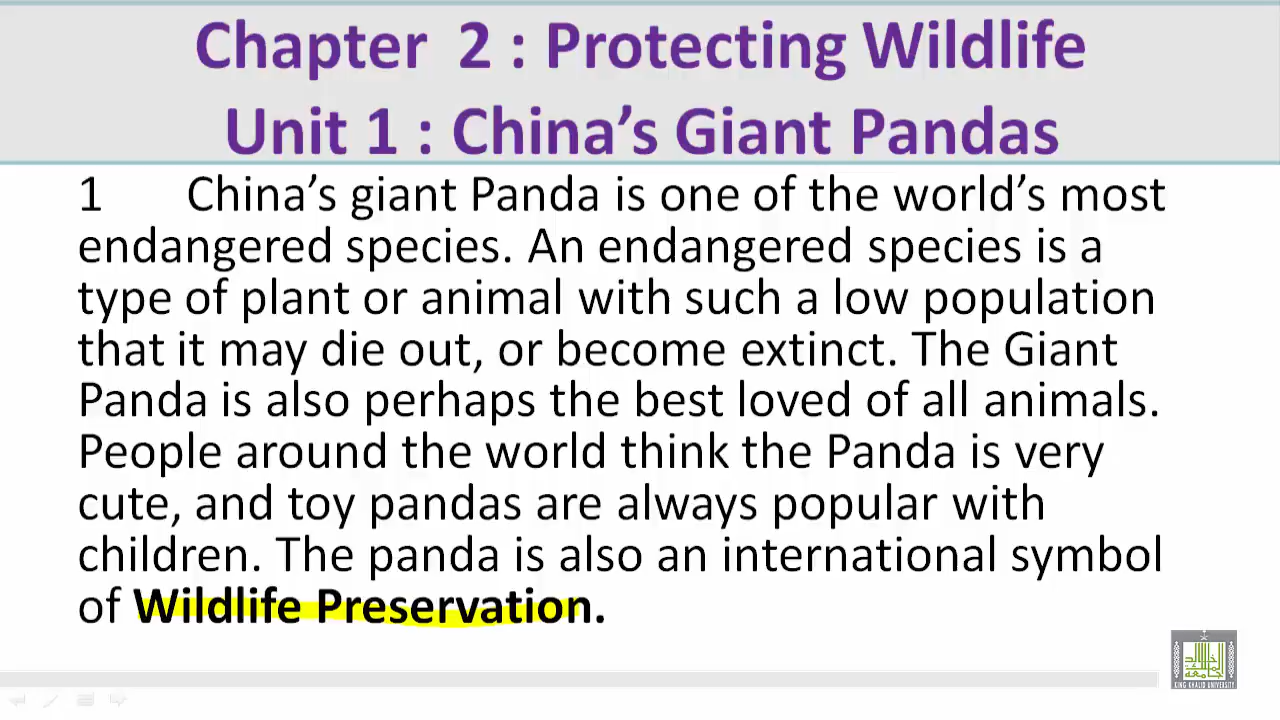 Chapter 2 : Protecting Wildlife
Unit 1 : China's Giant Pandas
1 China's giant Panda is one of the world's most
endangered species. An endangered species is a
type of plant or animal with such a low population
that it may die out, or become extinct. The Giant
Panda is also perhaps the best loved of all animals.
People around the world think the Panda is very
cute, and toy pandas are always popular with
children. The panda is also an international symbol
of Wildlife Preservation.
KING KHALID UNIVERSITY